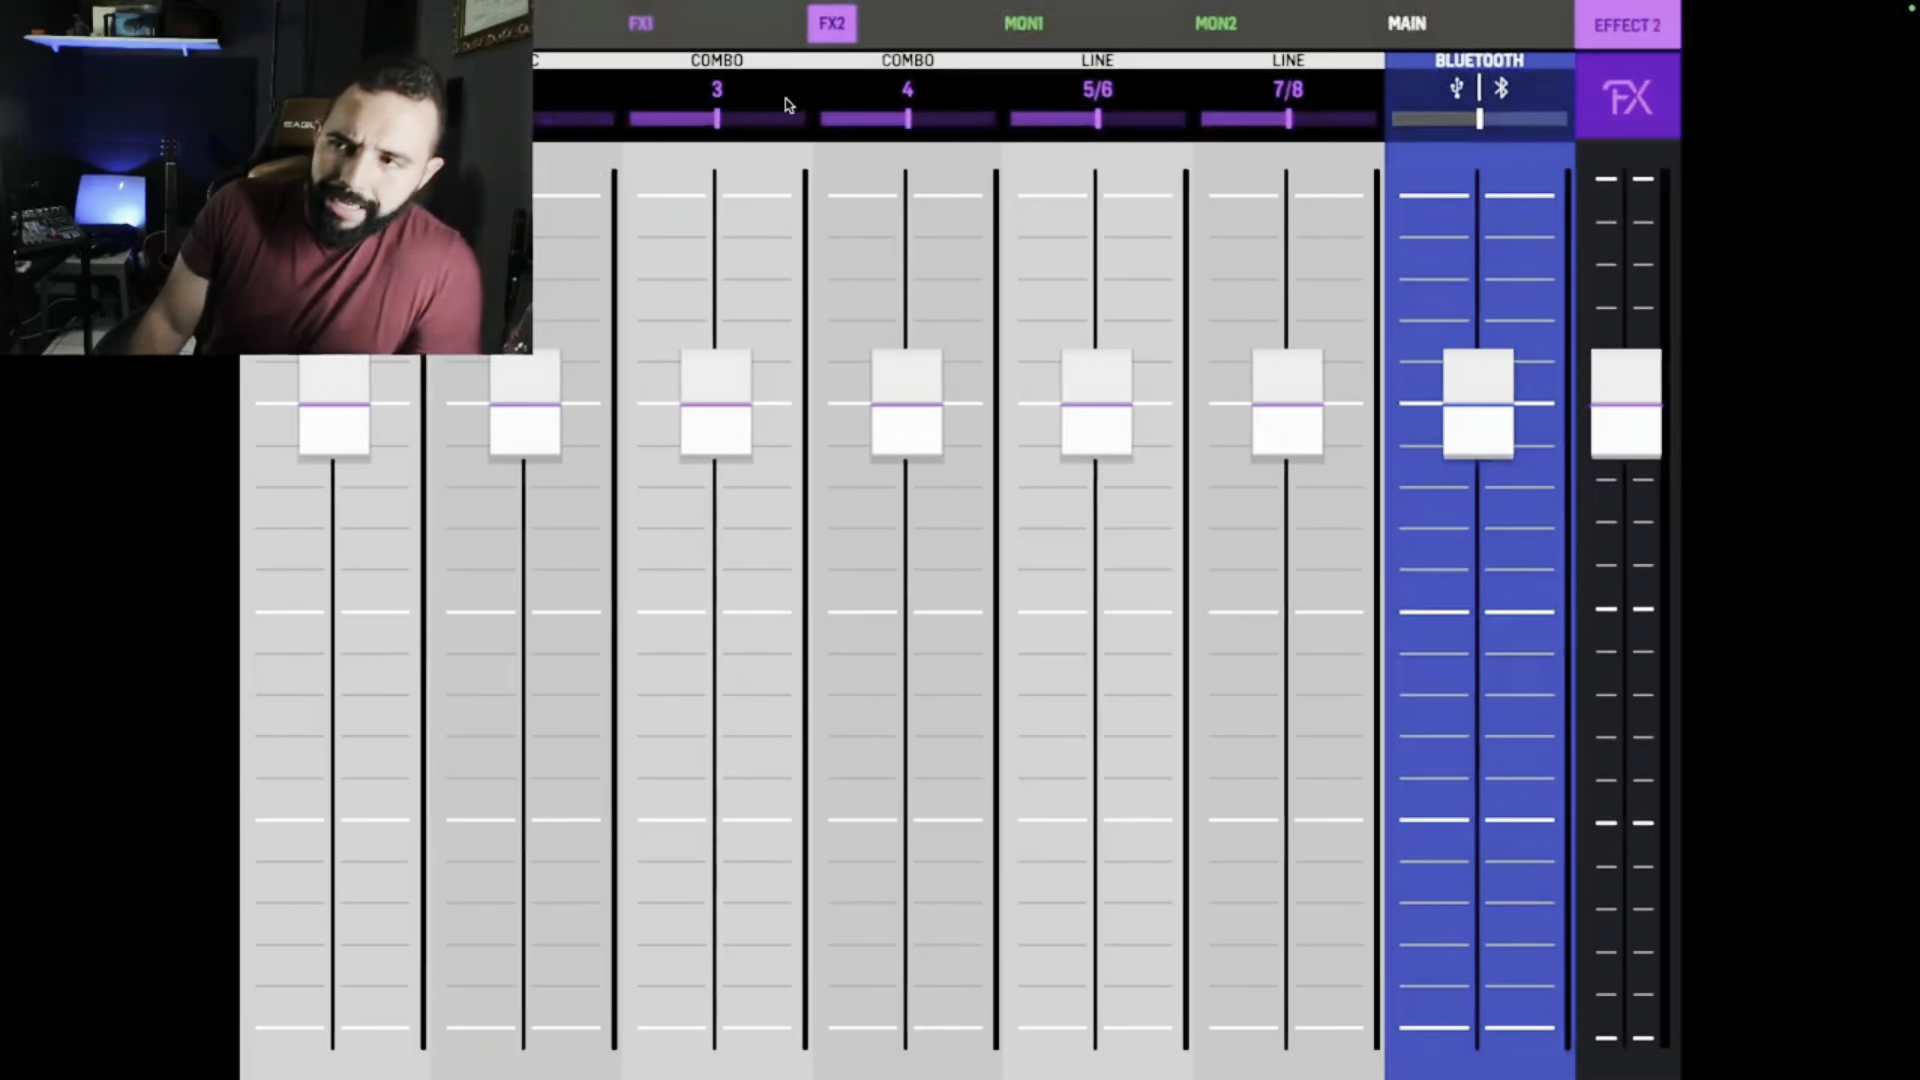 FX1 FX2 MON1 MON2 MAIN EFFECT 2
C COMBO COMBO LINE LINE BLUETOOTH
3 4 5/6 7/8 FX